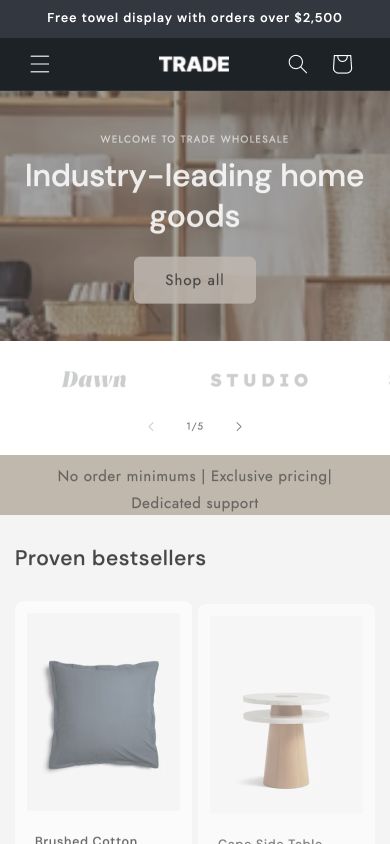 Free towel display with orders over $2,500
TRADE
WELCOME TO TRADE WHOLESALE
Industry-leading home
goods
Shop all
Dawn
STUDIO
1/5
No order minimums | Exclusive pricing|
Dedicated support
Proven bestsellers
Brushed Cotton
Cape Side Table